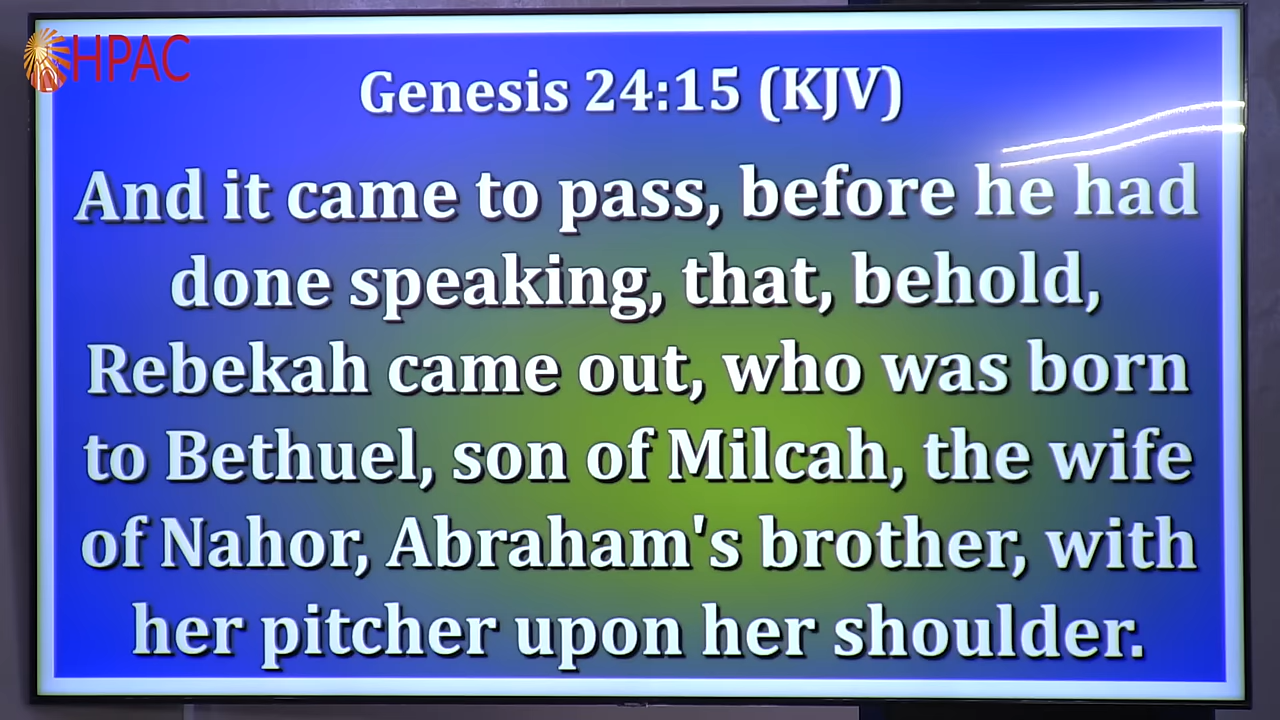 HPAC
Genesis 24:15 (KJV)
And it came to pass, before he had
done speaking, that, behold,
Rebekah came out, who was born
to Bethuel, son of Milcah, the wife
of Nahor, Abraham's brother, with
her pitcher upon her shoulder.